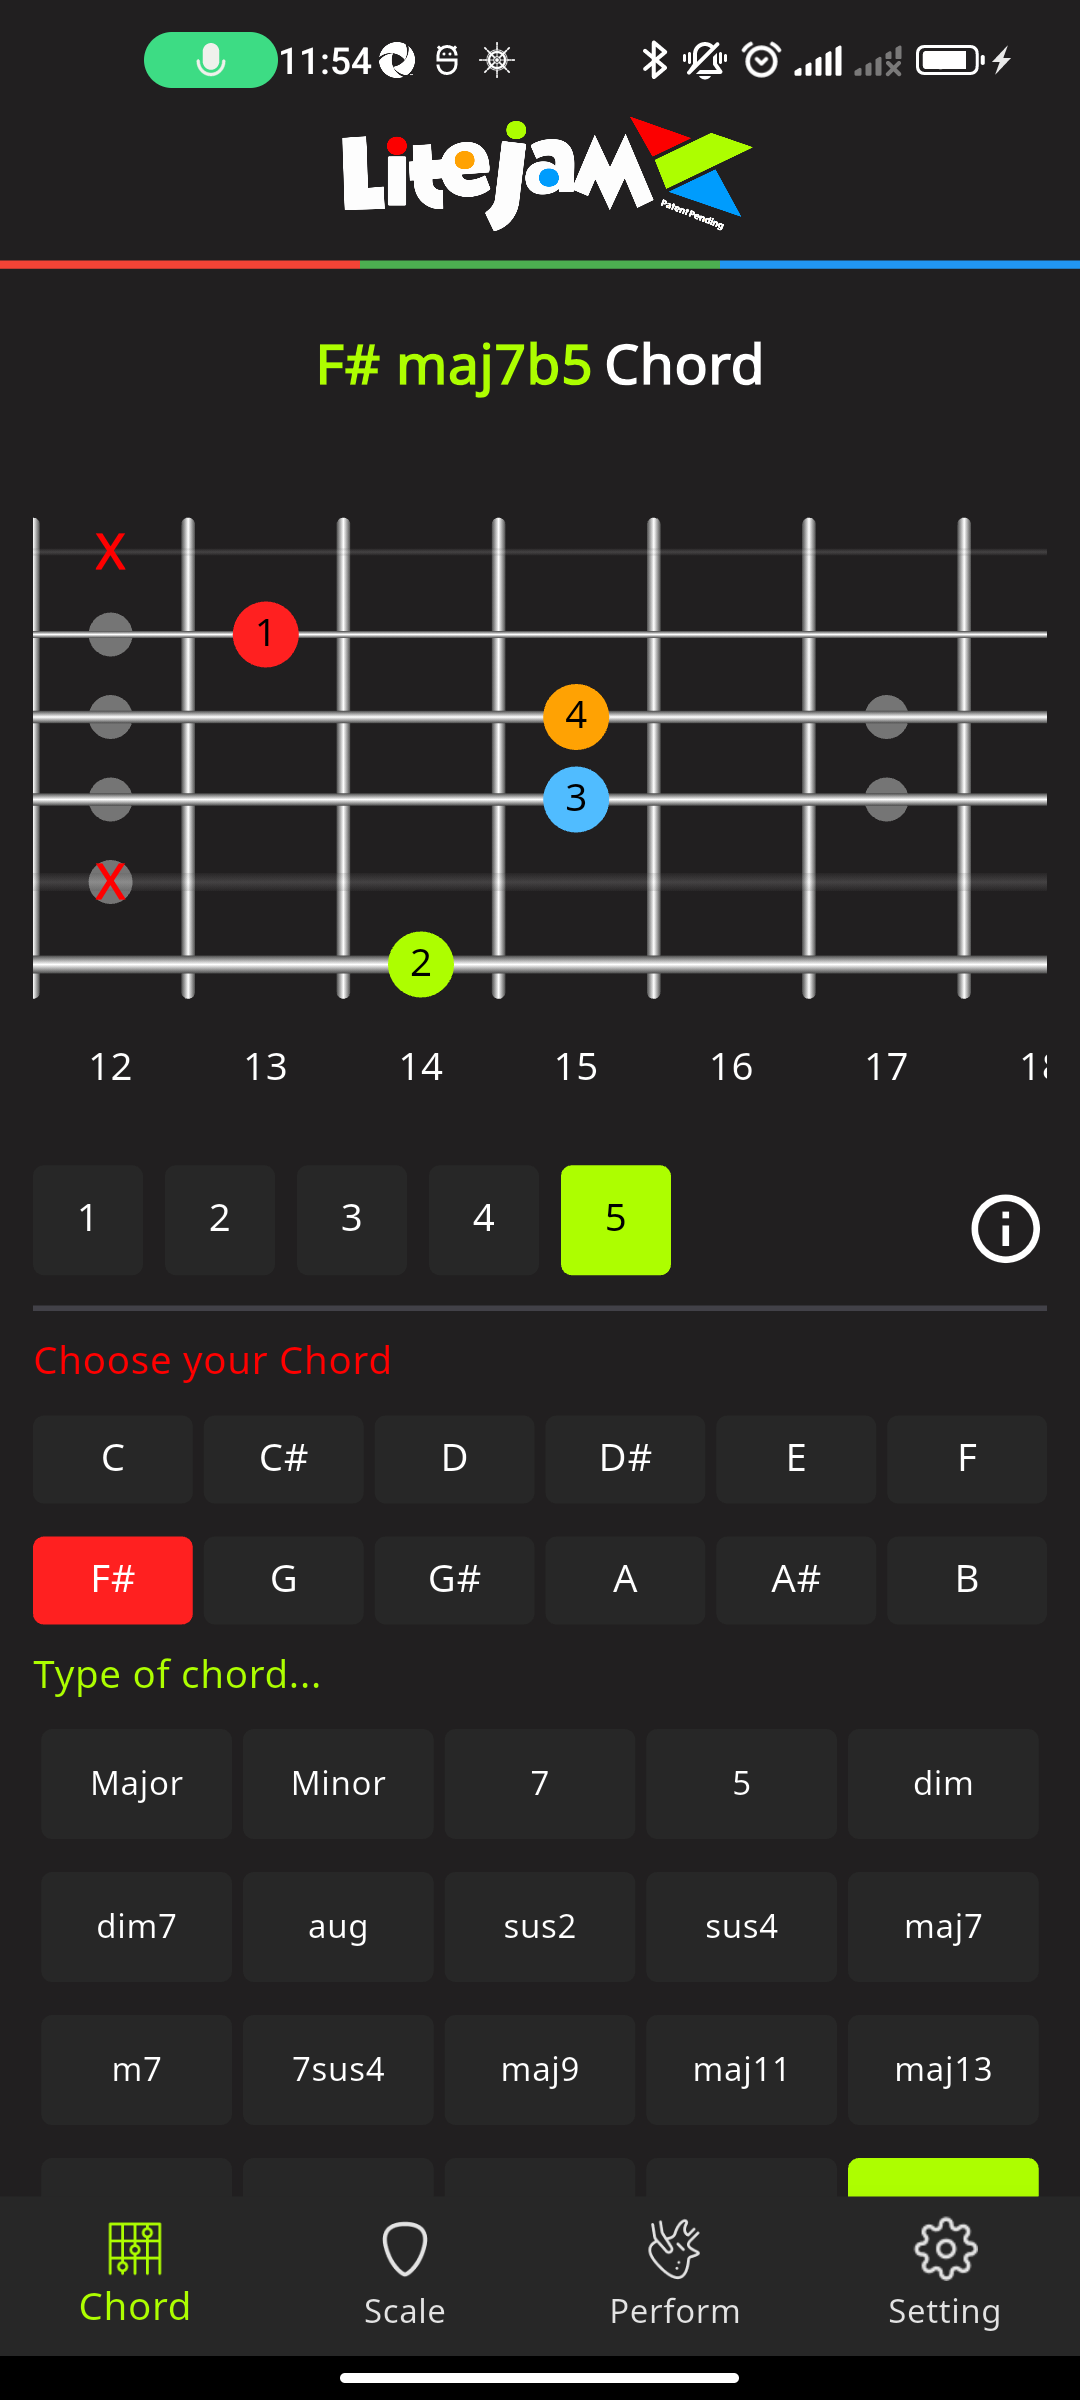 11:54
Litejam
Patent Pending
F# maj7b5 Chord
X
1
4
3
X
2
12 13 14 15 16 17
1 2 3 4 5
Choose your Chord
C C# D D# E F
F# G G# A A# B
Type of chord...
Major Minor 7 5 dim
dim7 aug sus2 sus4 maj7
m7 7sus4 maj9 maj11 maj13
Chord Scale Perform Setting